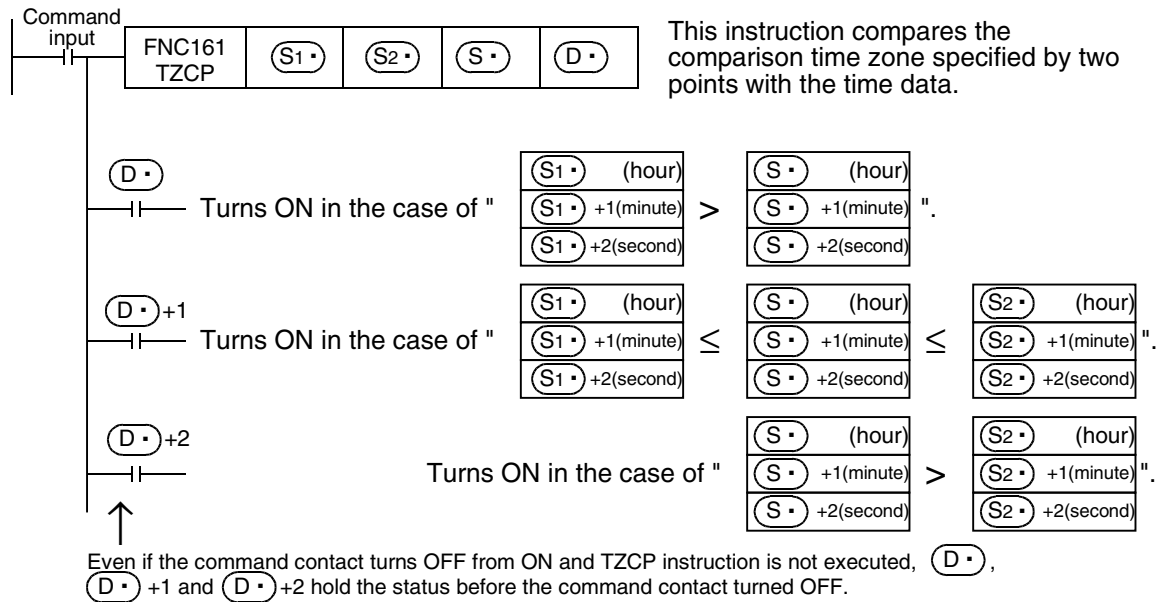 Command
input
FNC161
TZCP
S1 · S2 · S · D ·
This instruction compares the
comparison time zone specified by two
points with the time data.
D ·
Turns ON in the case of "
S1 · (hour)
S1 · +1(minute)
S1 · +2(second)
>
S · (hour)
S · +1(minute)
S · +2(second)
".
D · +1
Turns ON in the case of "
S1 · (hour)
S1 · +1(minute)
S1 · +2(second)
≤
S · (hour)
S · +1(minute)
S · +2(second)
≤
S2 · (hour)
S2 · +1(minute)
S2 · +2(second)
".
D · +2
Turns ON in the case of "
S · (hour)
S · +1(minute)
S · +2(second)
>
S2 · (hour)
S2 · +1(minute)
S2 · +2(second)
".
Even if the command contact turns OFF from ON and TZCP instruction is not executed, D · ,
D · +1 and D · +2 hold the status before the command contact turned OFF.